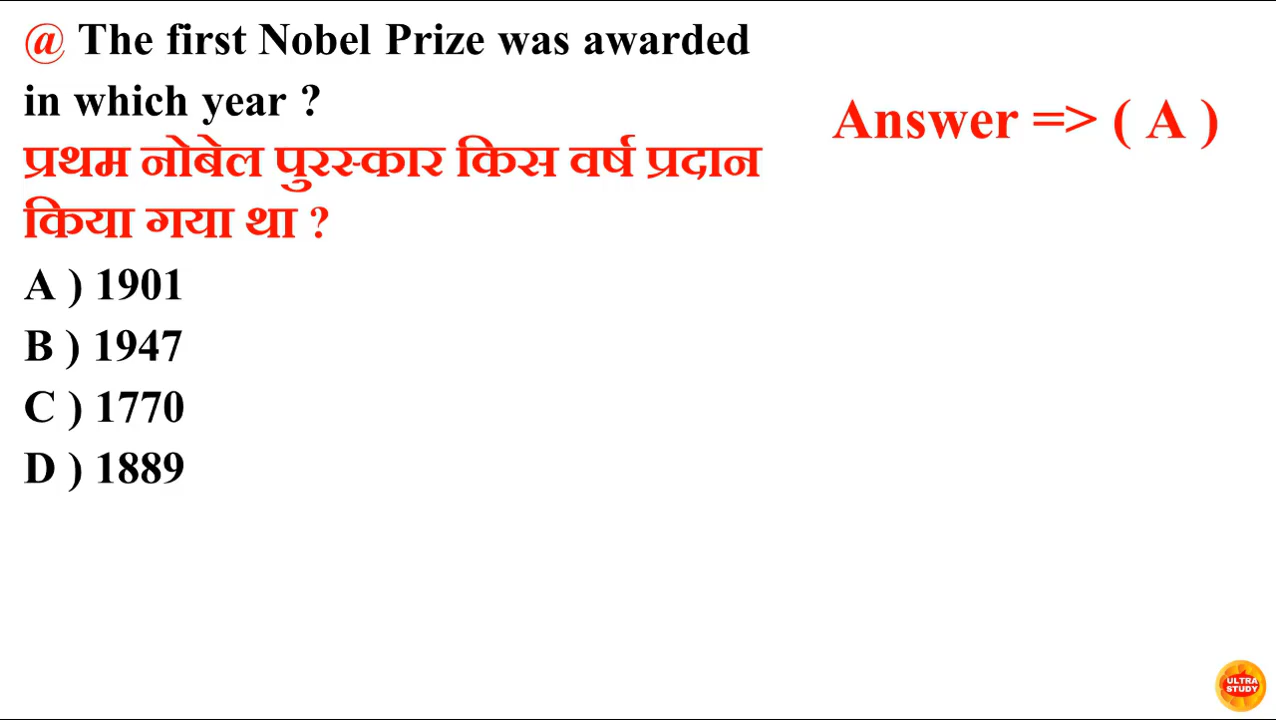 @ The first Nobel Prize was awarded
in which year ?
प्रथम नोबेल पुरस्कार किस वर्ष प्रदान
किया गया था ?
A ) 1901
B ) 1947
C ) 1770
D ) 1889
Answer => ( A )
ULTRA
STUDY